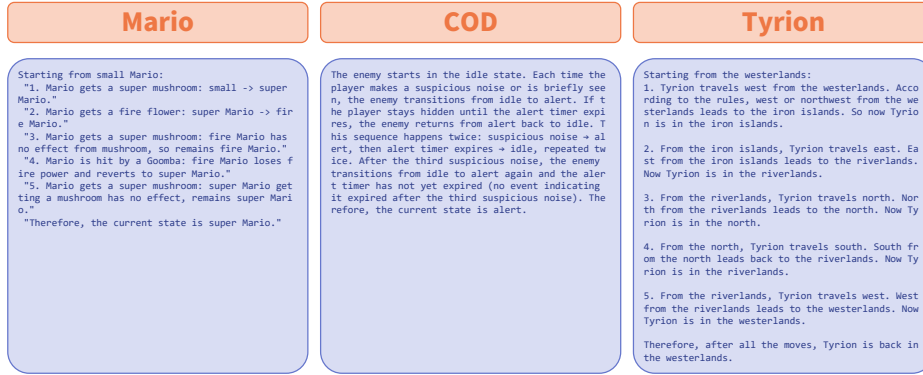 Mario
COD
Tyrion
Starting from small Mario:
"1. Mario gets a super mushroom: small -> super
Mario."
"2. Mario gets a fire flower: super Mario -> fir
e Mario."
"3. Mario gets a super mushroom: fire Mario has
no effect from mushroom, so remains fire Mario."
"4. Mario is hit by a Goomba: fire Mario loses f
ire power and reverts to super Mario."
"5. Mario gets a super mushroom: super Mario get
ting a mushroom has no effect, remains super Mari
o."
"Therefore, the current state is super Mario."
The enemy starts in the idle state. Each time the
player makes a suspicious noise or is briefly see
n, the enemy transitions from idle to alert. If t
he player stays hidden until the alert timer expi
res, the enemy returns from alert back to idle. T
his sequence happens twice: suspicious noise → al
ert, then alert timer expires → idle, repeated tw
ice. After the third suspicious noise, the enemy
transitions from idle to alert again and the aler
t timer has not yet expired (no event indicating
it expired after the third suspicious noise). The
refore, the current state is alert.
Starting from the westerlands:
1. Tyrion travels west from the westerlands. Acco
rding to the rules, west or northwest from the we
sterlands leads to the iron islands. So now Tyrio
n is in the iron islands.
2. From the iron islands, Tyrion travels east. Ea
st from the iron islands leads to the riverlands.
Now Tyrion is in the riverlands.
3. From the riverlands, Tyrion travels north. Nor
th from the riverlands leads to the north. Now Ty
rion is in the north.
4. From the north, Tyrion travels south. South fr
om the north leads back to the riverlands. Now Ty
rion is in the riverlands.
5. From the riverlands, Tyrion travels west. West
from the riverlands leads to the westerlands. Now
Tyrion is in the westerlands.
Therefore, after all the moves, Tyrion is back in
the westerlands.